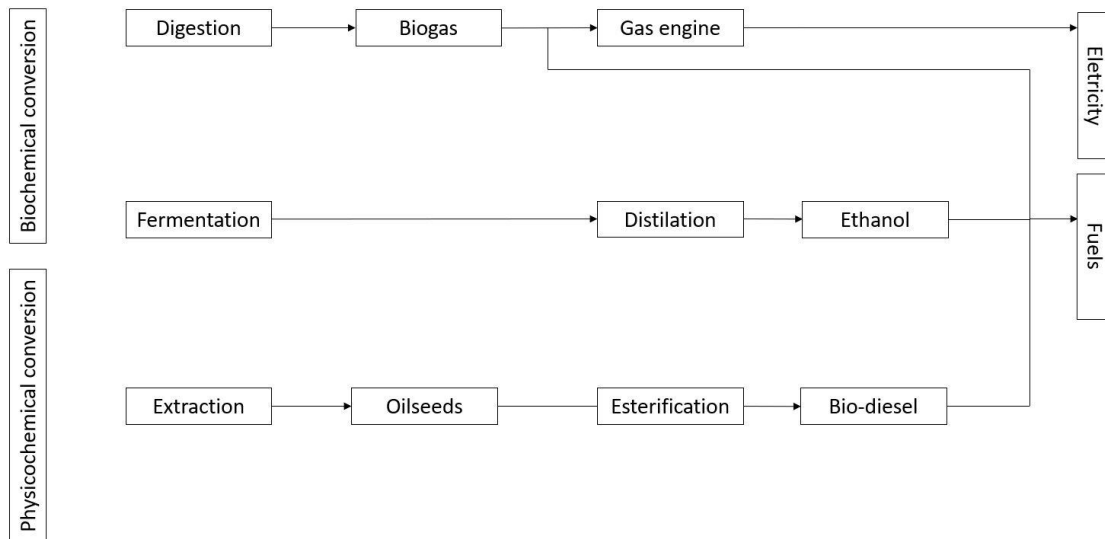 Biochemical conversion
Digestion
Biogas
Gas engine
Eletricity
Fermentation
Distilation
Ethanol
Fuels
Physicochemical conversion
Extraction
Oilseeds
Esterification
Bio-diesel